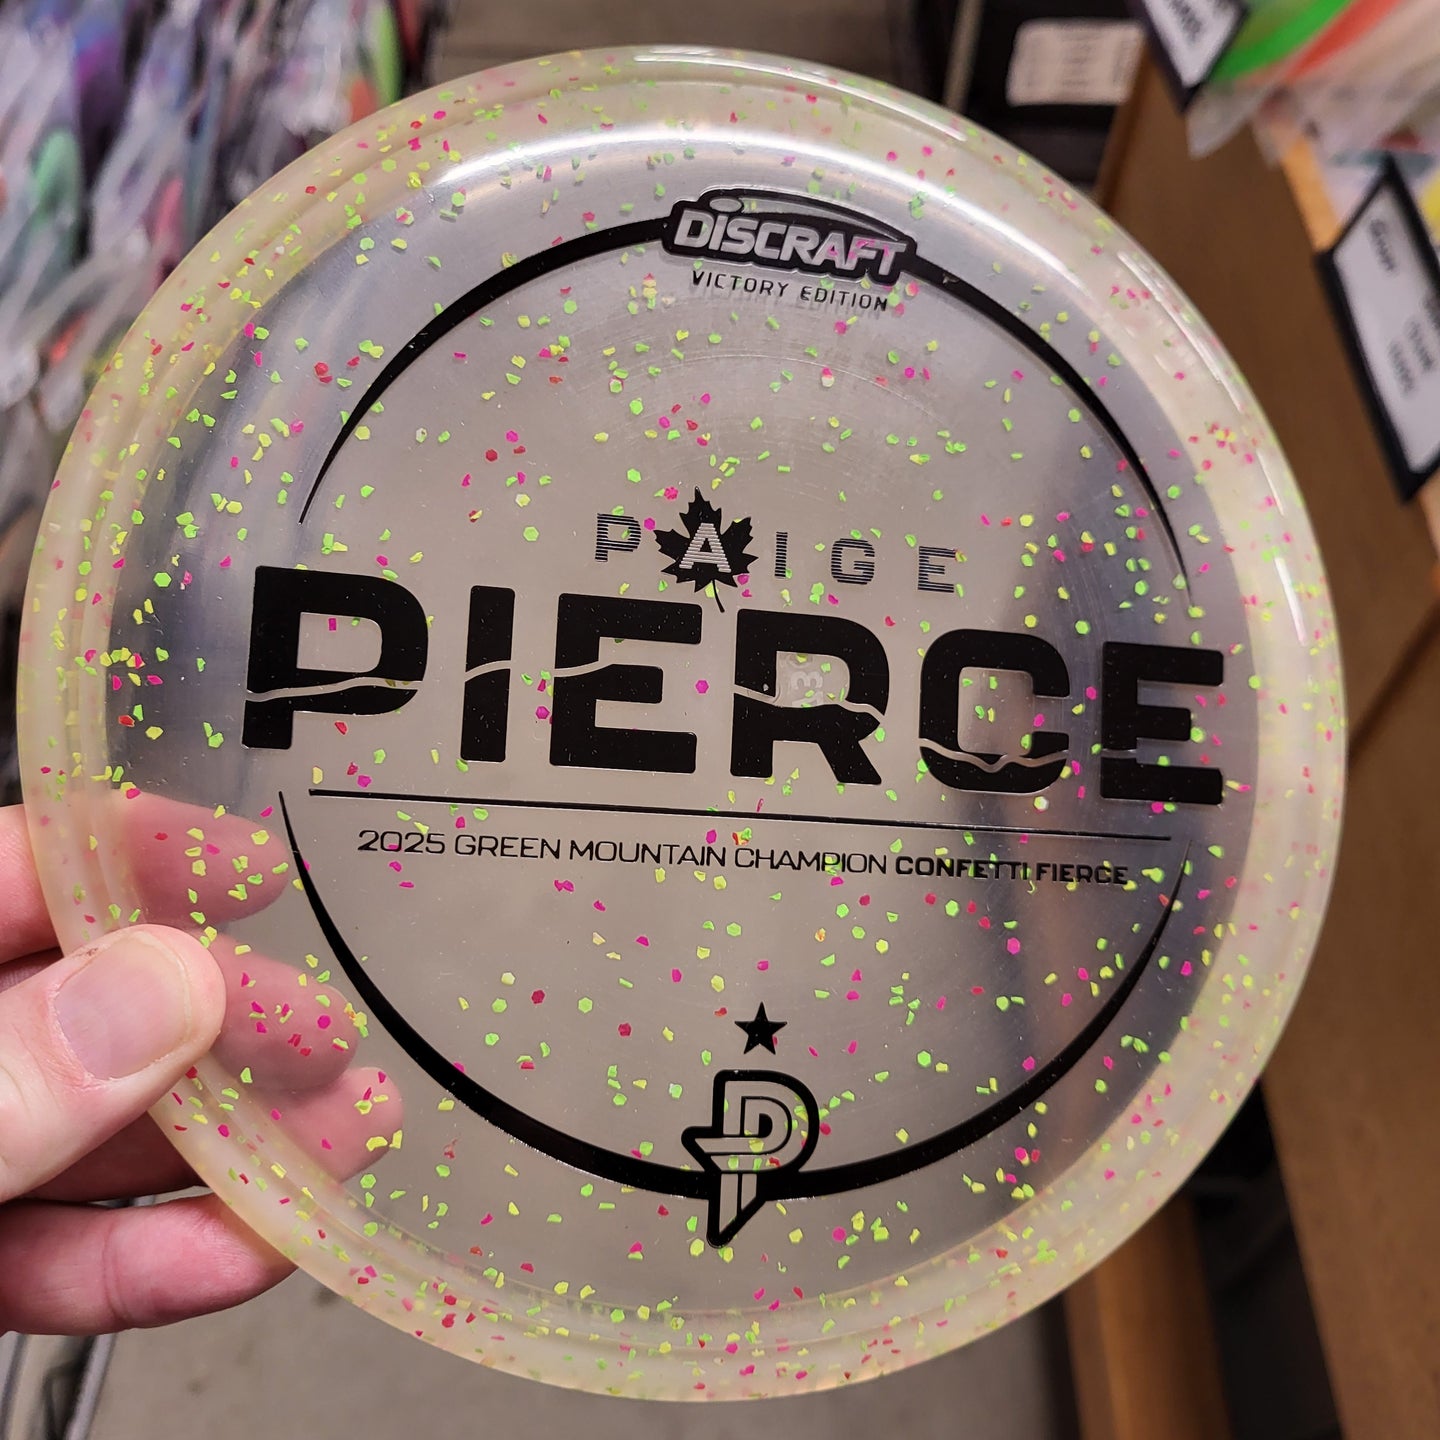 DISCRAFT
VICTORY EDITION
PAIGE
PIERCE
2025 GREEN MOUNTAIN CHAMPION CONFETTI FIERCE